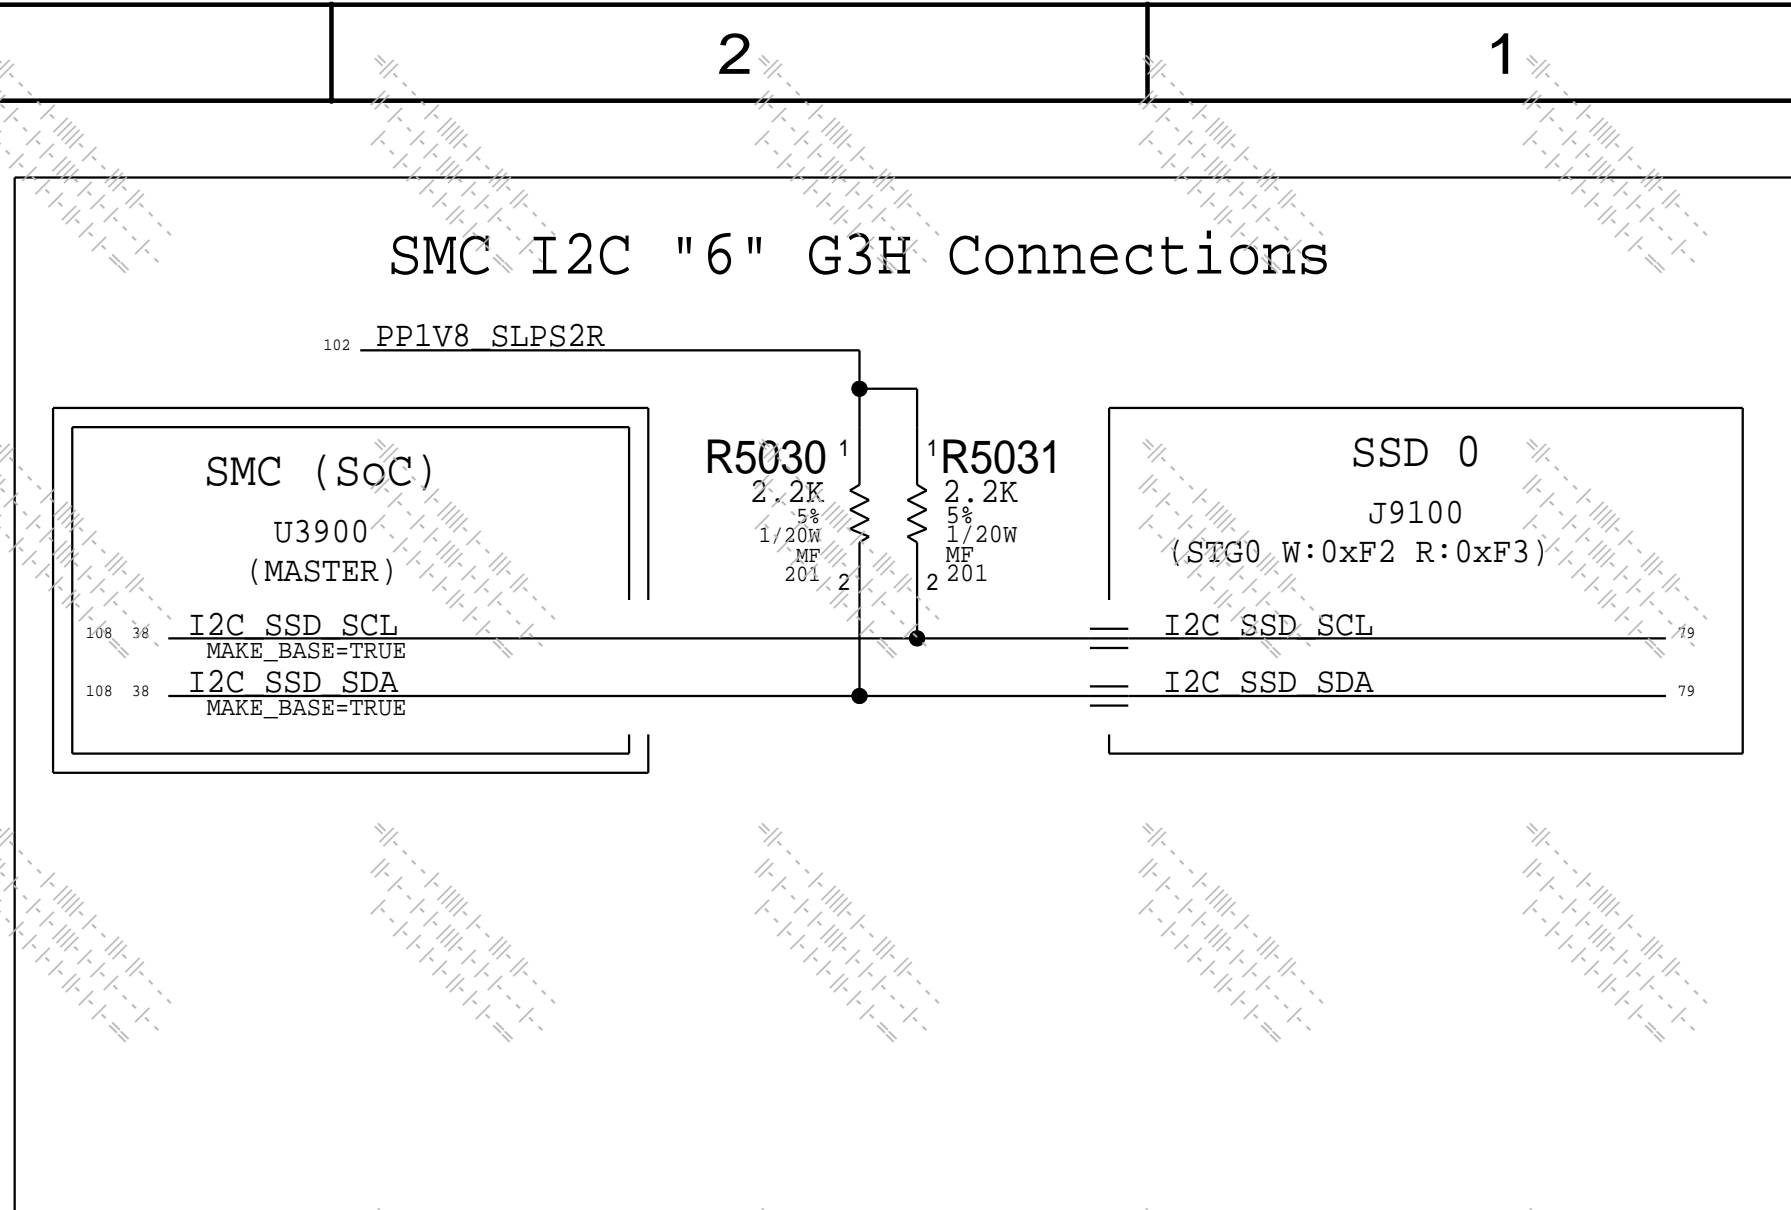 2 1
SMC I2C "6" G3H Connections
102 PP1V8_SLPS2R
SMC (SoC)
U3900
(MASTER)
108 38 I2C_SSD_SCL
MAKE_BASE=TRUE
108 38 I2C_SSD_SDA
MAKE_BASE=TRUE
R5030 1
2.2K
5%
1/20W
MF
201 2
1 R5031
2.2K
5%
1/20W
MF
2 201
SSD 0
J9100
(STG0 W:0xF2 R:0xF3)
I2C_SSD_SCL 79
I2C_SSD_SDA 79